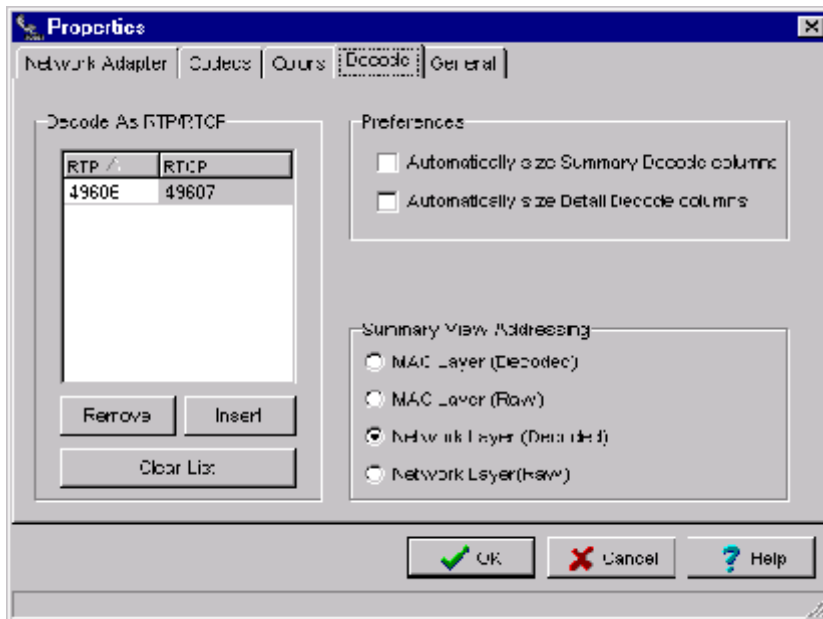 Properties
Network Adapter Codecs Colours Decode General
Decode As RTP/RTCP
RTP RTCP
49606 49607
Remove Insert
Clear List
Preferences
Automatically size Summary Decode columns
Automatically size Detail Decode columns
Summary View Addressing
MAC Layer (Decoded)
MAC Layer (Raw)
Network Layer (Decoded)
Network Layer(Raw)
OK Cancel Help